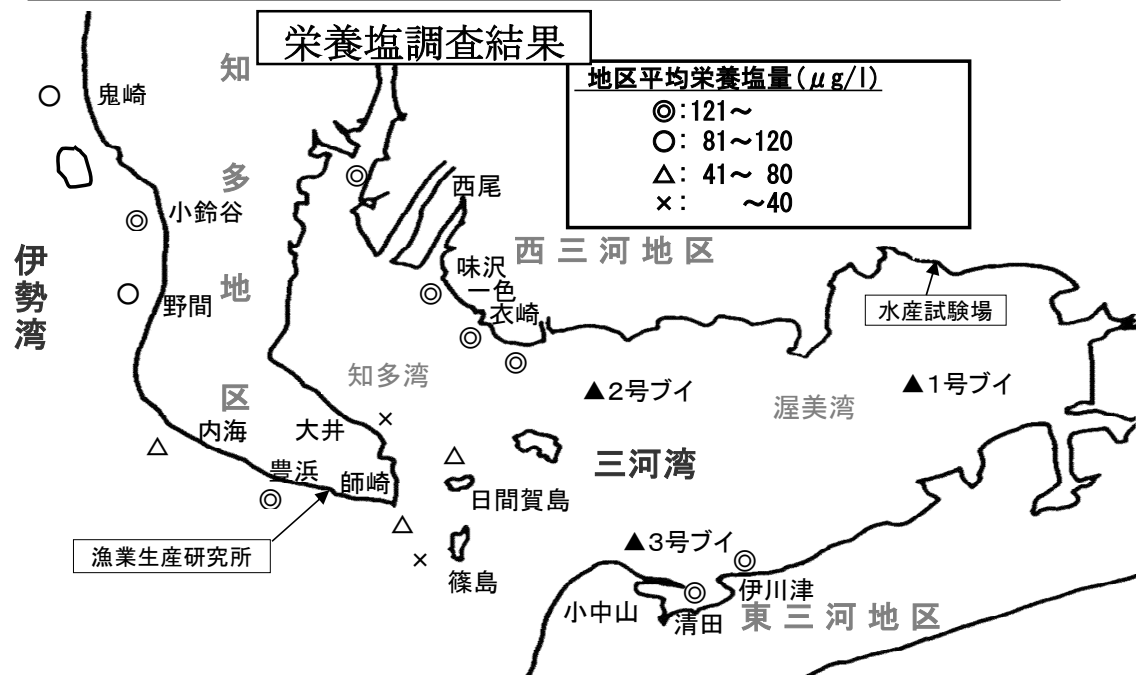 栄養塩調査結果
地区平均栄養塩量(μg/l)
◎:121～
○: 81～120
△: 41～ 80
×: ～40
知多地区
鬼崎
小鈴谷
伊勢湾
野間
西尾
西三河地区
味沢
一色
衣崎
水産試験場
知多湾
▲2号ブイ
▲1号ブイ
渥美湾
内海
大井
三河湾
豊浜
師崎
日間賀島
漁業生産研究所
▲3号ブイ
篠島
伊川津
小中山
清田
東三河地区